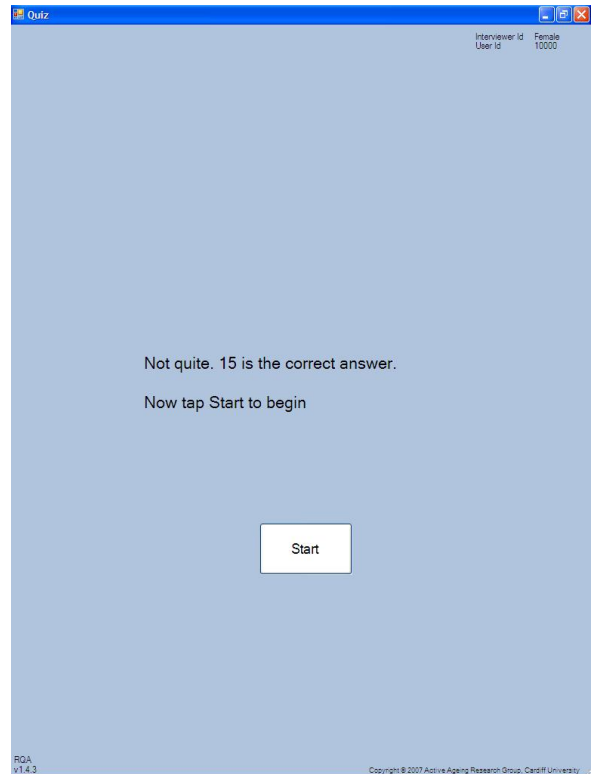 Quiz
Interviewer Id Female
User Id 10000
Not quite. 15 is the correct answer.
Now tap Start to begin
Start
RQA
v1.4.3
Copyright © 2007 Active Ageing Research Group, Cardiff University